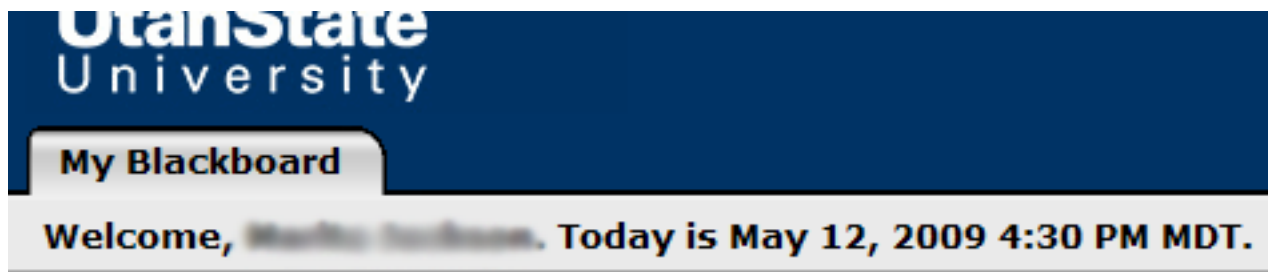 UtahState
University
My Blackboard
Welcome, . Today is May 12, 2009 4:30 PM MDT.